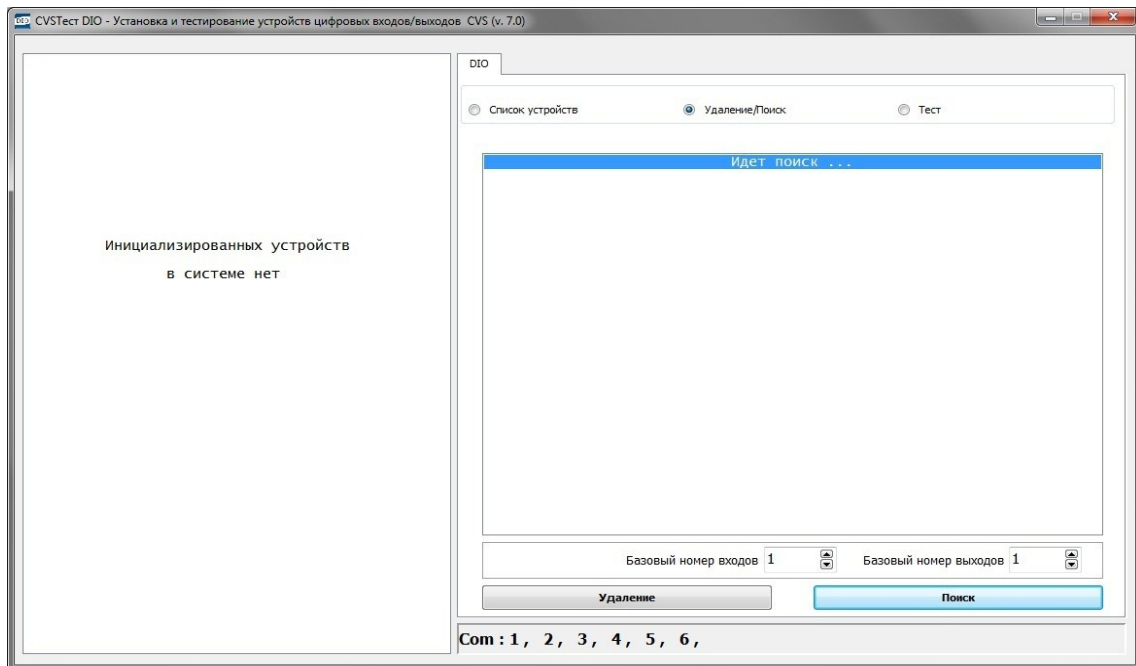 DIO CVSТест DIO - Установка и тестирование устройств цифровых входов/выходов CVS (v. 7.0)
Инициализированных устройств
в системе нет
DIO
Список устройств Удаление/Поиск Тест
Идет поиск ...
Базовый номер входов 1 Базовый номер выходов 1
Удаление Поиск
Com : 1, 2, 3, 4, 5, 6,